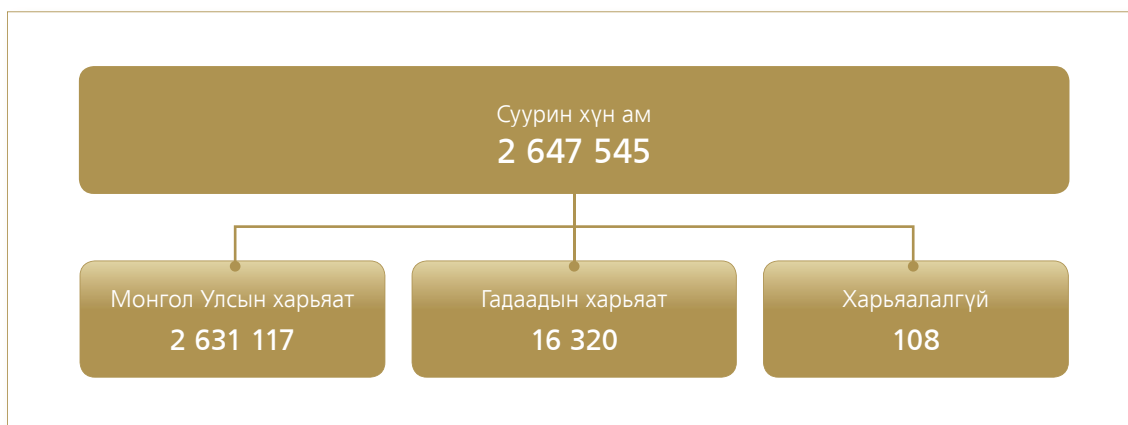 Суурин хүн ам
2 647 545
Монгол Улсын харьяат
2 631 117
Гадаадын харьяат
16 320
Харьяалалгүй
108